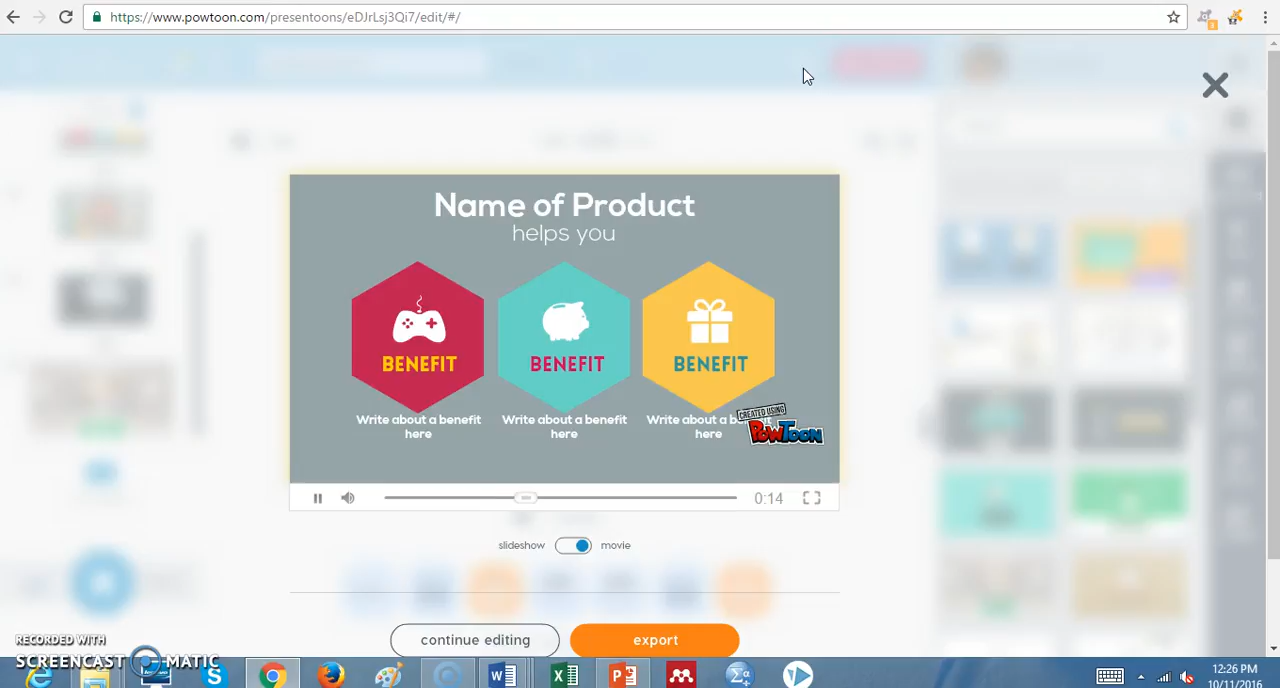 https://www.powtoon.com/presentoons/eDJrLsj3Qi7/edit/#/
Name of Product
helps you
BENEFIT BENEFIT BENEFIT
Write about a benefit Write about a benefit Write about a
here here here
CREATED USING
POWTOON
0:14
slideshow movie
continue editing export
RECORDED WITH
SCREENCAST MATIC
12:26 PM
10/11/2016